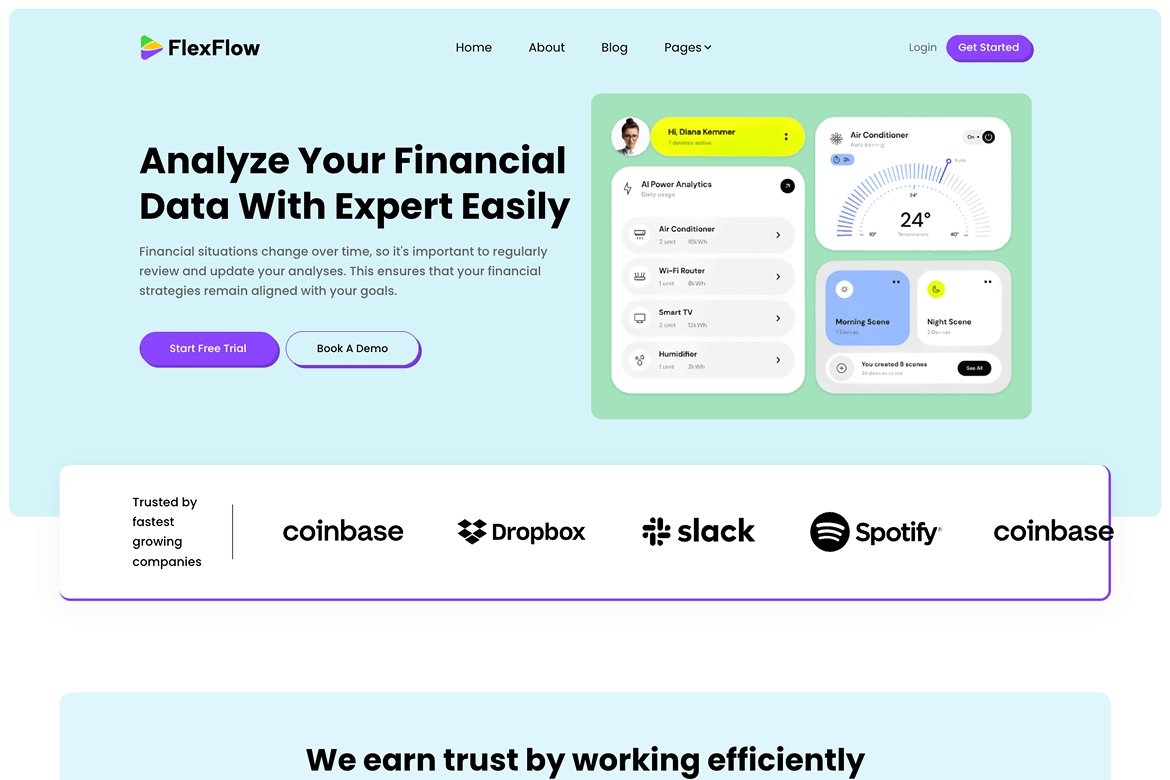 FlexFlow
Home
About
Blog
Pages
Login
Get Started
Analyze Your Financial
Data With Expert Easily
Financial situations change over time, so it's important to regularly
review and update your analyses. This ensures that your financial
strategies remain aligned with your goals.
Start Free Trial
Book A Demo
Hi, Diana Kemmer
7 devices active
AI Power Analytics
Daily usage
Air Conditioner
2 unit 18kWh
Wi-Fi Router
1 unit 8kWh
Smart TV
2 unit 12kWh
Humidifier
1 unit 2kWh
Air Conditioner
On
2h
Auto
24°
24°
Temperature
10°
40°
Morning Scene
7 Devices
Night Scene
2 Devices
You created 8 scenes
See All
Trusted by
fastest
growing
companies
coinbase
Dropbox
slack
Spotify®
coinbase
We earn trust by working efficiently